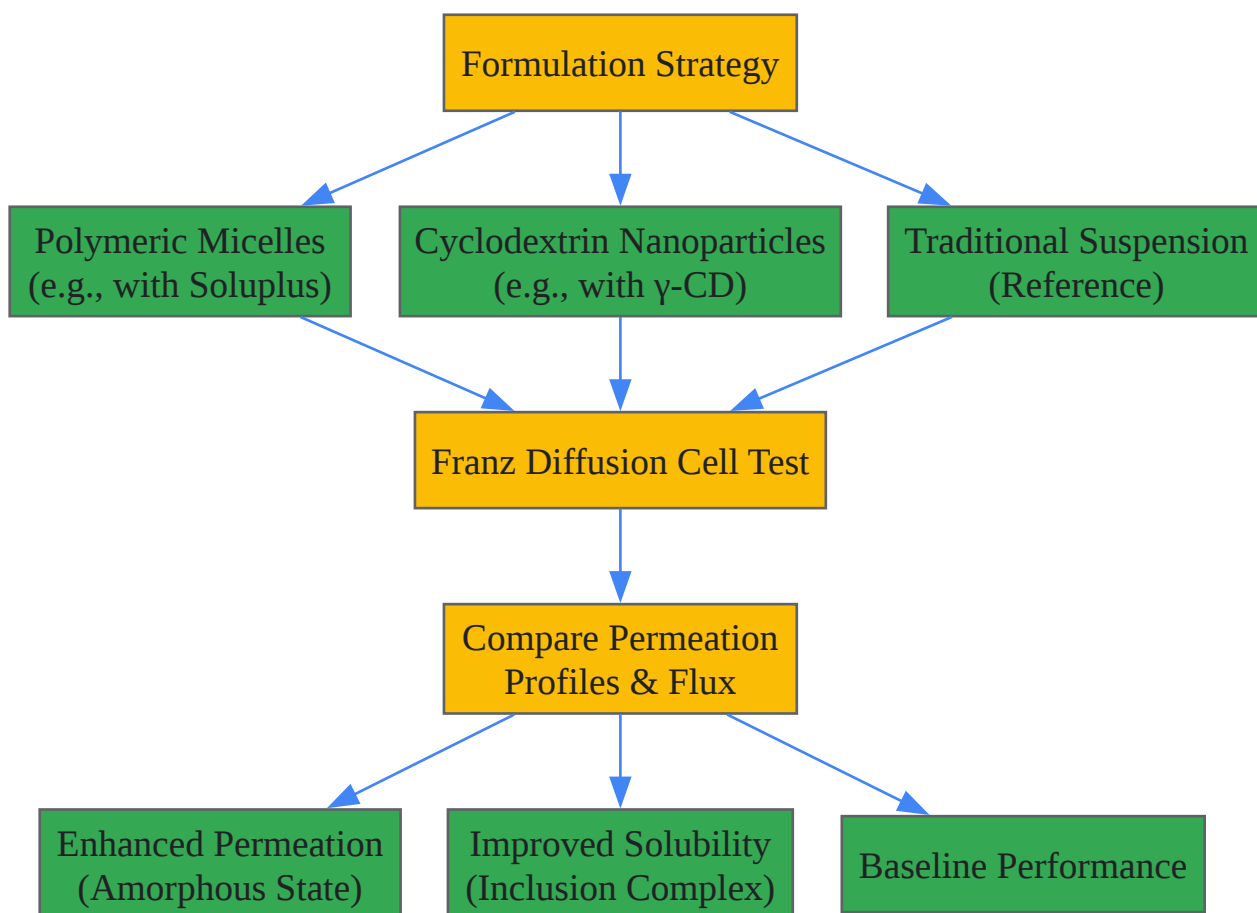 Formulation Strategy
Polymeric Micelles
(e.g., with Soluplus)
Cyclodextrin Nanoparticles
(e.g., with γ-CD)
Traditional Suspension
(Reference)
Franz Diffusion Cell Test
Compare Permeation
Profiles & Flux
Enhanced Permeation
(Amorphous State)
Improved Solubility
(Inclusion Complex)
Baseline Performance